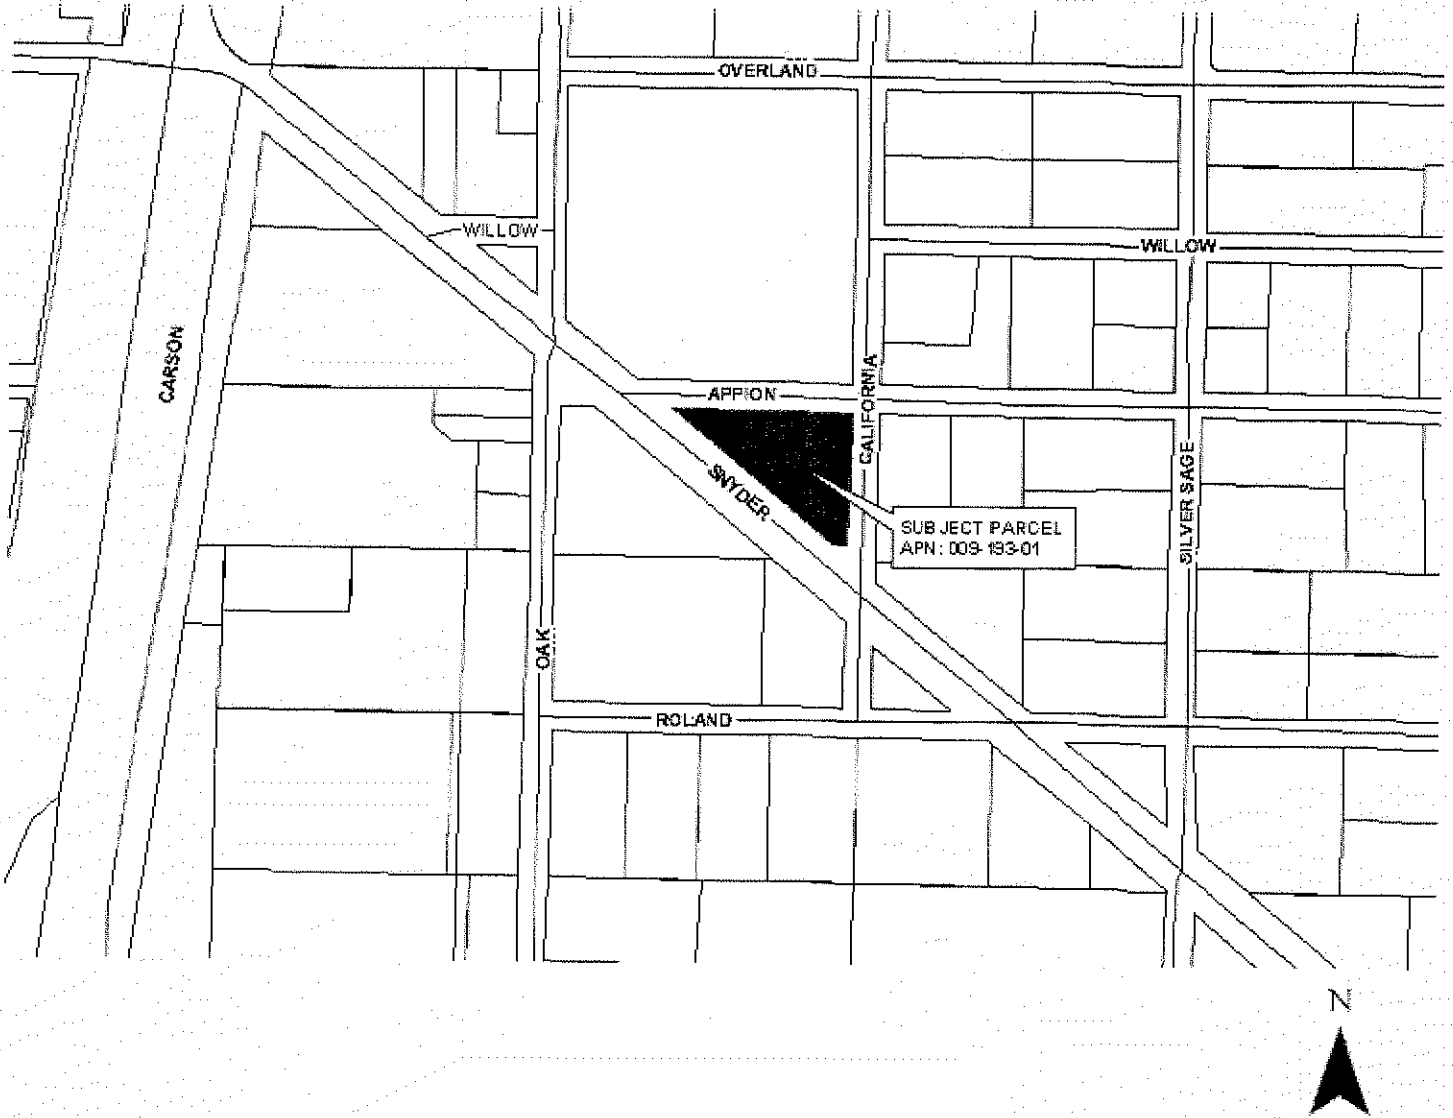 OVERLAND
WILLOW
WILLOW
CARSON
APPION
CALIFORNIA
SNYDER
SILVER SAGE
SUBJECT PARCEL
APN: 009-193-01
OAK
ROLAND
N